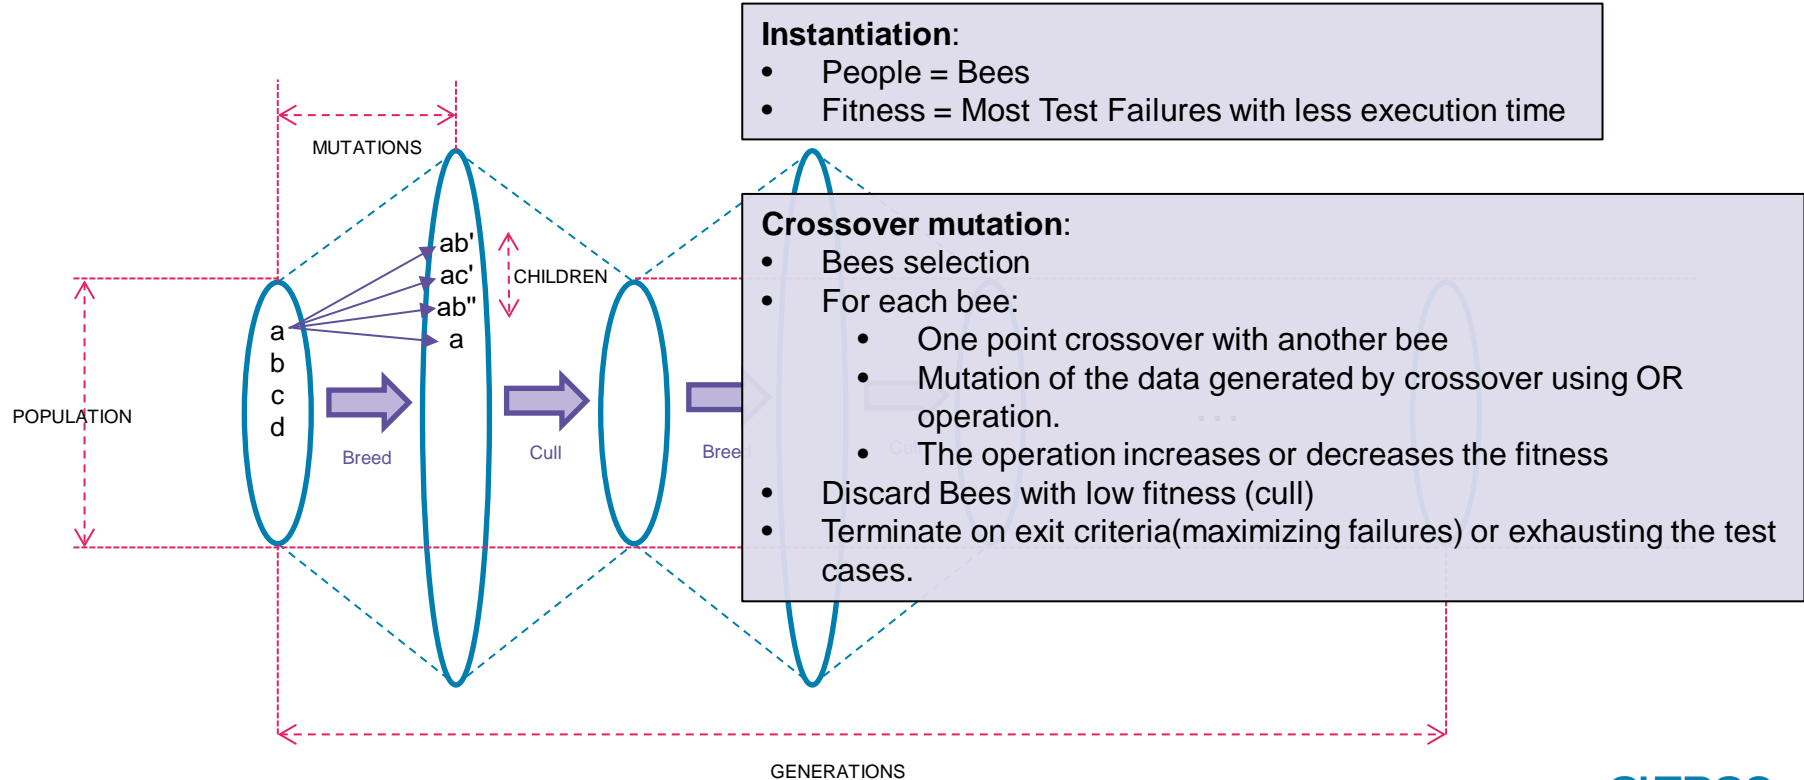 Instantiation:
• People = Bees
• Fitness = Most Test Failures with less execution time
MUTATIONS
Crossover mutation:
• Bees selection
• For each bee:
• One point crossover with another bee
• Mutation of the data generated by crossover using OR
operation.
• The operation increases or decreases the fitness
• Discard Bees with low fitness (cull)
• Terminate on exit criteria(maximizing failures) or exhausting the test
cases.
ab'
ac'
ab''
a
CHILDREN
a
b
c
d
POPULATION
Breed
Cull
Breed
Cull
...
GENERATIONS